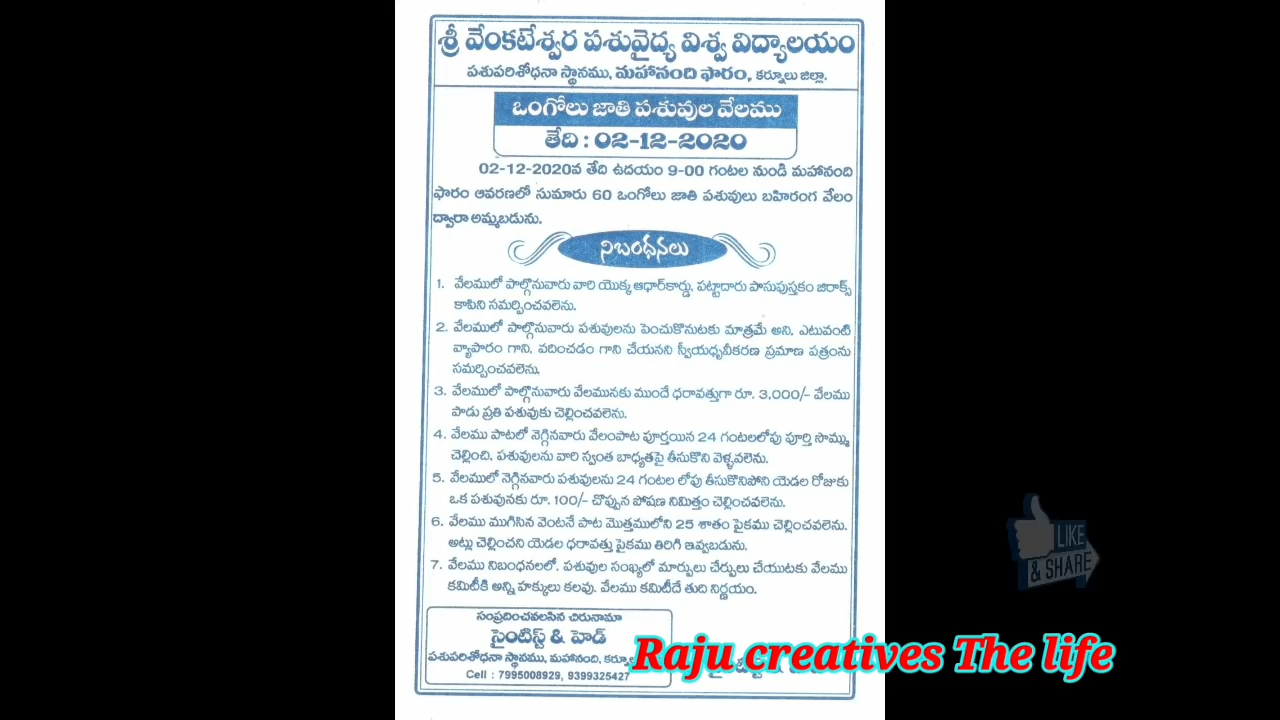 శ్రీ వేంకటేశ్వర పశువైద్య విశ్వ విద్యాలయం
పశుపరిశోధనా స్థానము, మహానంది ఫారం, కర్నూలు జిల్లా.
ఒంగోలు జాతి పశువుల వేలము
తేది : 02-12-2020
02-12-2020వ తేది ఉదయం 9-00 గంటల నుండి మహానంది
ఫారం ఆవరణలో సుమారు 60 ఒంగోలు జాతి పశువులు బహిరంగ వేలం
ద్వారా అమ్మబడును.
నిబంధనలు
1. వేలములో పాల్గొనువారు వారి యొక్క ఆధార్‌కార్డు, పట్టాదారు పాసుపుస్తకం జిరాక్స్
కాపిని సమర్పించవలెను.
2. వేలములో పాల్గొనువారు పశువులను పెంచుకొనుటకు మాత్రమే అని, ఎటువంటి
వ్యాపారం గాని, వదించడం గాని చేయనని స్వీయధృవీకరణ ప్రమాణ పత్రంను
సమర్పించవలెను.
3. వేలములో పాల్గొనువారు వేలమునకు ముందే ధరావత్తుగా రూ. 3,000/- వేలము
పాడు ప్రతి పశువుకు చెల్లించవలెను.
4. వేలము పాటలో నెగ్గినవారు వేలంపాట పూర్తయిన 24 గంటలలోపు పూర్తి సొమ్ము
చెల్లించి, పశువులను వారి స్వంత బాధ్యతపై తీసుకొని వెళ్ళవలెను.
5. వేలములో నెగ్గినవారు పశువులను 24 గంటల లోపు తీసుకొనిపోని యెడల రోజుకు
ఒక పశువునకు రూ. 100/- చొప్పున పోషణ నిమిత్తం చెల్లించవలెను.
6. వేలము ముగిసిన వెంటనే పాట మొత్తములోని 25 శాతం పైకము చెల్లించవలెను.
అట్లు చెల్లించని యెడల ధరావత్తు పైకము తిరిగి ఇవ్వబడును.
7. వేలము నిబంధనలలో, పశువుల సంఖ్యలో మార్పులు చేర్పులు చేయుటకు వేలము
కమిటీకి అన్ని హక్కులు కలవు. వేలము కమిటీదే తుది నిర్ణయం.
సంప్రదించవలసిన చిరునామా
సైంటిస్ట్ & హెడ్
పశుపరిశోధనా స్థానము, మహానంది,
Cell : 7995008929, 9399325427
Raju creatives The life
LIKE
& SHARE